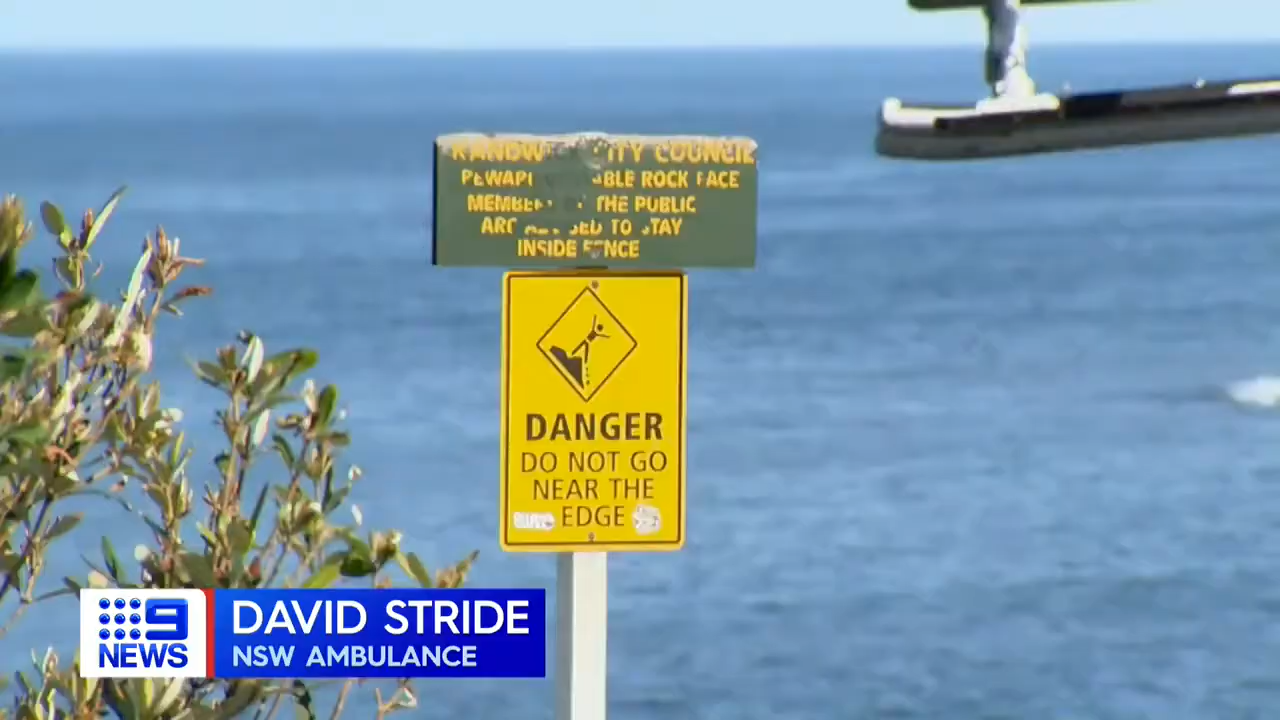 CITY COUNCIL
ROCK FACE
THE PUBLIC
TO STAY
INSIDE FENCE
DANGER
DO NOT GO
NEAR THE
EDGE
9
NEWS
DAVID STRIDE
NSW AMBULANCE